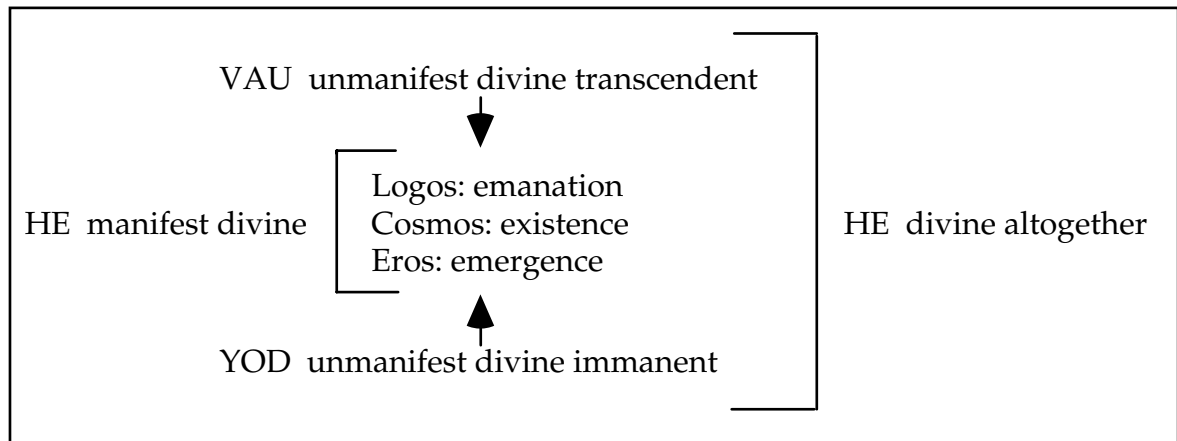 VAU unmanifest divine transcendent
Logos: emanation
HE manifest divine
Cosmos: existence
HE divine altogether
Eros: emergence
YOD unmanifest divine immanent